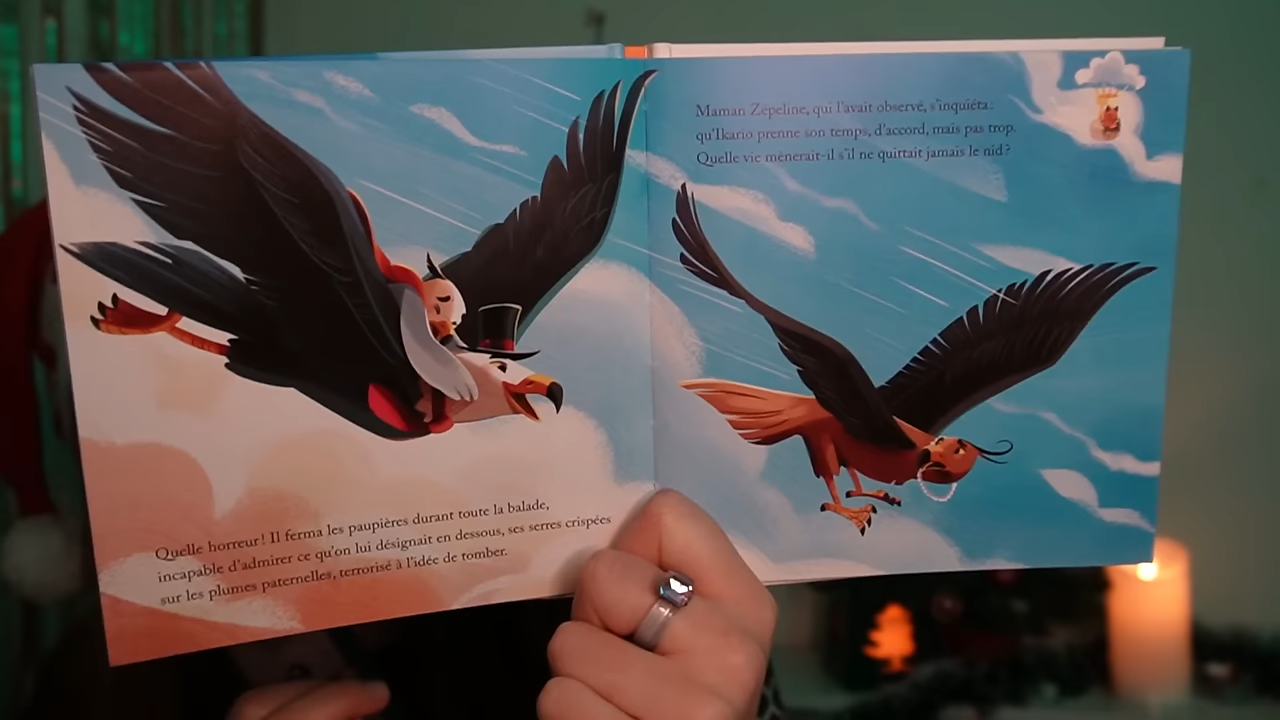 Quelle horreur ! Il ferma les paupières durant toute la balade,
incapable d'admirer ce qu'on lui désignait en dessous, ses serres crispées
sur les plumes paternelles, terrorisé à l'idée de tomber.
Maman Zépeline, qui l'avait observé, s'inquiéta :
qu'Ikario prenne son temps, d'accord, mais pas trop.
Quelle vie mènerait-il s'il ne quittait jamais le nid ?